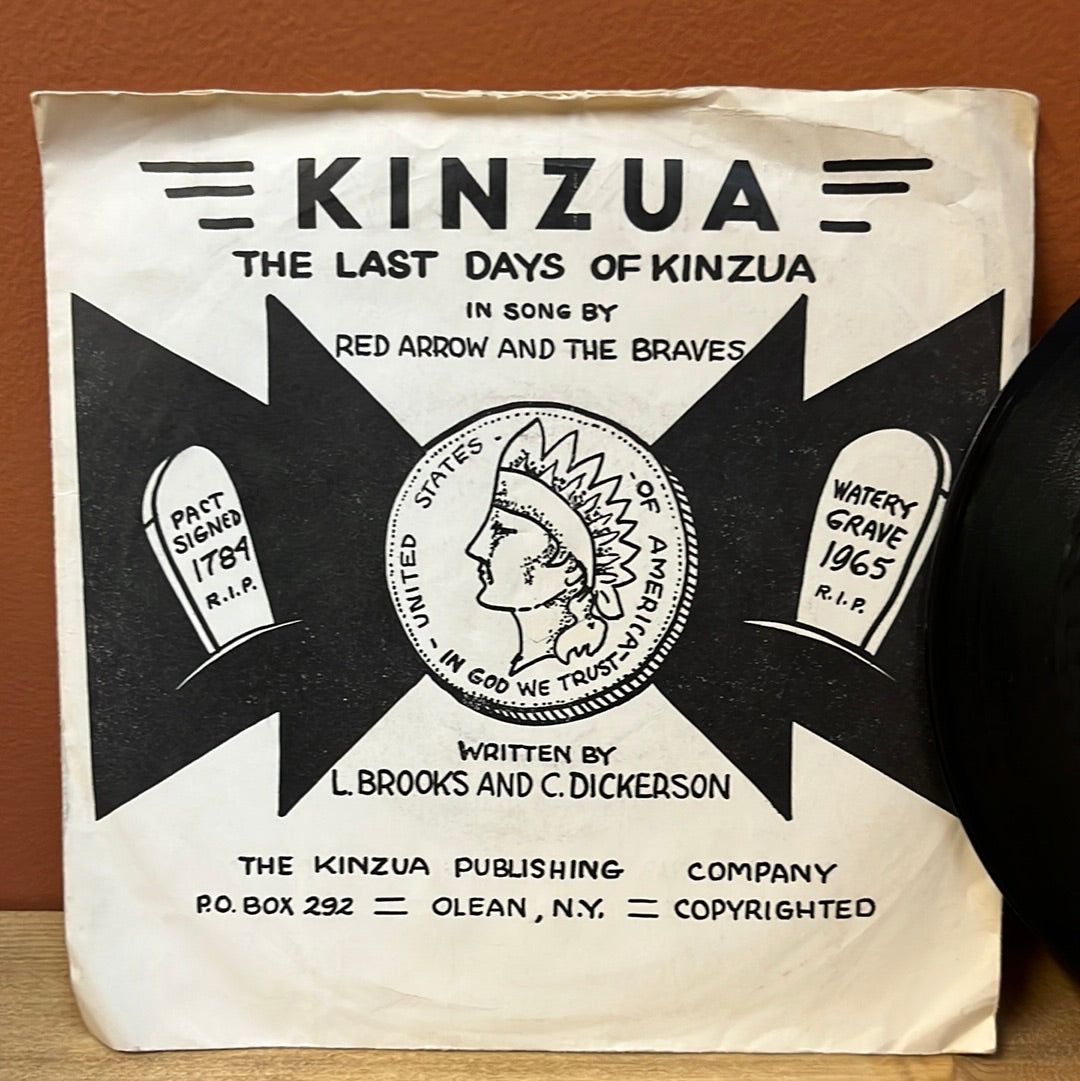 KINZUA
THE LAST DAYS OF KINZUA
IN SONG BY
RED ARROW AND THE BRAVES
PACT
SIGNED
1784
R.I.P.
- UNITED STATES - - OF AMERICA -
IN GOD WE TRUST
WATERY
GRAVE
1965
R.I.P.
WRITTEN BY
L. BROOKS AND C. DICKERSON
THE KINZUA PUBLISHING COMPANY
P.O. BOX 292 = OLEAN, N.Y. = COPYRIGHTED